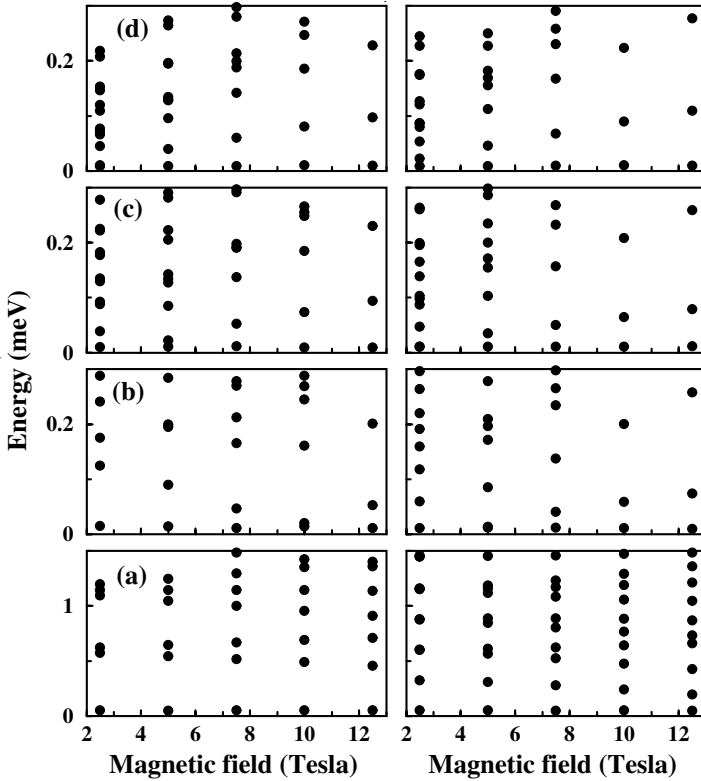 (d)
0.2
0
(c)
0.2
0
Energy (meV)
(b)
0.2
0
(a)
1
0
2 4 6 8 10 12 2 4 6 8 10 12
Magnetic field (Tesla) Magnetic field (Tesla)